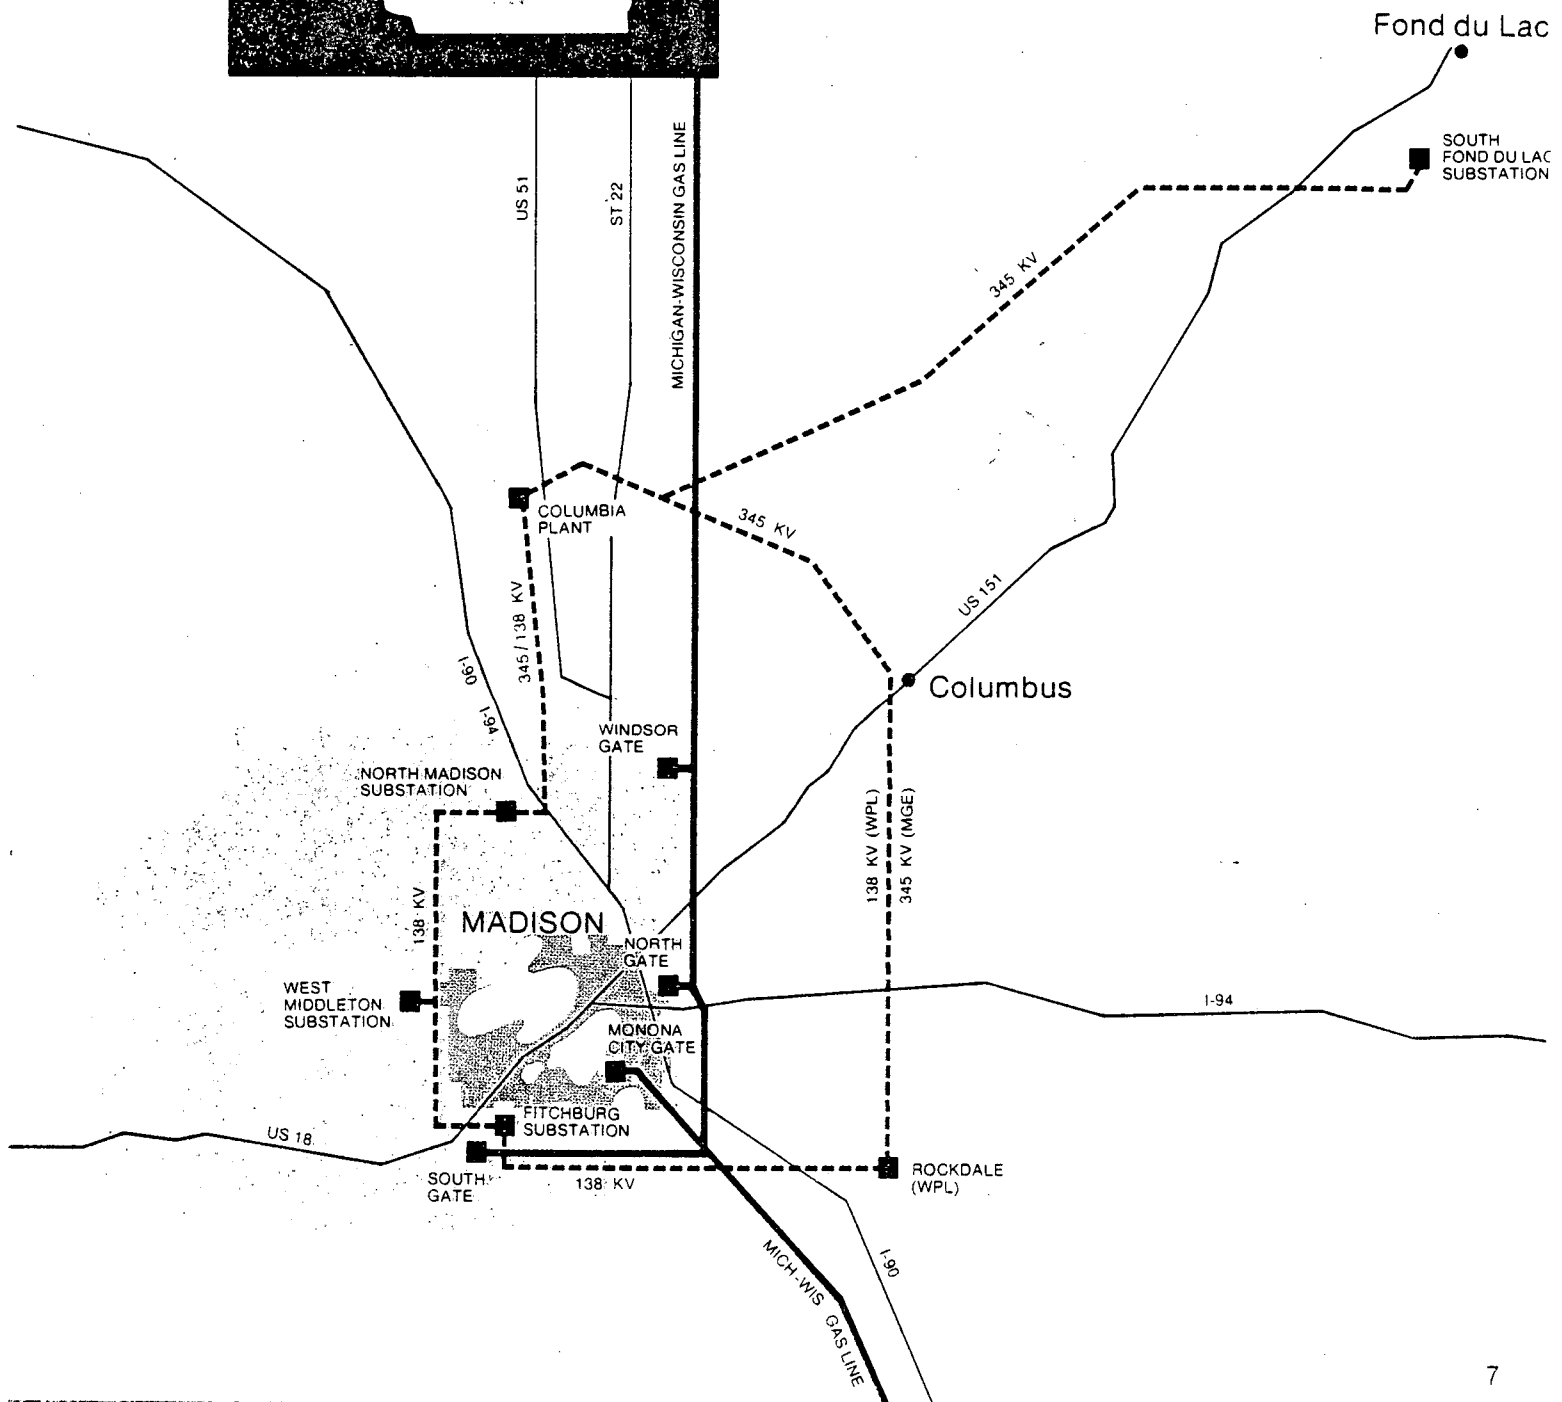 Fond du Lac
SOUTH
FOND DU LAC
SUBSTATION
US 51
ST 22
MICHIGAN-WISCONSIN GAS LINE
345 KV
COLUMBIA
PLANT
345 KV
345/138 KV
US 151
I-90
I-94
Columbus
WINDSOR
GATE
NORTH MADISON
SUBSTATION
138 KV (WPL)
345 KV (MGE)
138 KV
MADISON
NORTH
GATE
WEST
MIDDLETON
SUBSTATION
I-94
MONONA
CITY GATE
FITCHBURG
SUBSTATION
US 18
SOUTH
GATE
138 KV
ROCKDALE
(WPL)
MICH-WIS GAS LINE
I-90
7